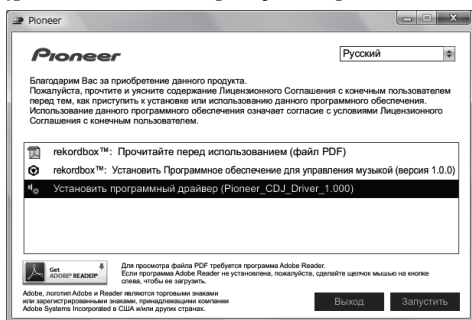 Pioneer
Pioneer
Русский
Благодарим Вас за приобретение данного продукта.
Пожалуйста, прочтите и уясните содержание Лицензионного Соглашения с конечным пользователем
перед тем, как приступить к установке или использованию данного программного обеспечения.
Использование данного программного обеспечения означает согласие с условиями Лицензионного
Соглашения с конечным пользователем.
rekordbox™: Прочитайте перед использованием (файл PDF)
rekordbox™: Установить Программное обеспечение для управления музыкой (версия 1.0.0)
Установить программный драйвер (Pioneer_CDJ_Driver_1.000)
Get
ADOBE® READER®
Для просмотра файла PDF требуется программа Adobe Reader.
Если программа Adobe Reader не установлена, пожалуйста, сделайте щелчок мышью на кнопке
слева, чтобы ее загрузить.
Adobe, логотип Adobe и Reader являются торговыми знаками
или зарегистрированными знаками, принадлежащими компании
Adobe Systems Incorporated в США и/или других странах.
Выход
Запустить